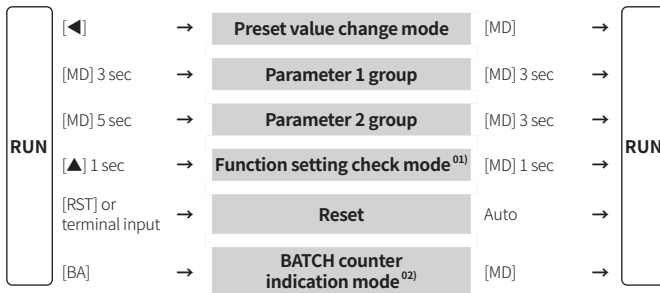 [◀] → Preset value change mode [MD] →
[MD] 3 sec → Parameter 1 group [MD] 3 sec →
[MD] 5 sec → Parameter 2 group [MD] 3 sec →
RUN
RUN
[▲] 1 sec → Function setting check mode 01) [MD] 1 sec →
[RST] or
terminal input → Reset Auto →
BATCH counter
[BA] → indication mode 02) [MD] →